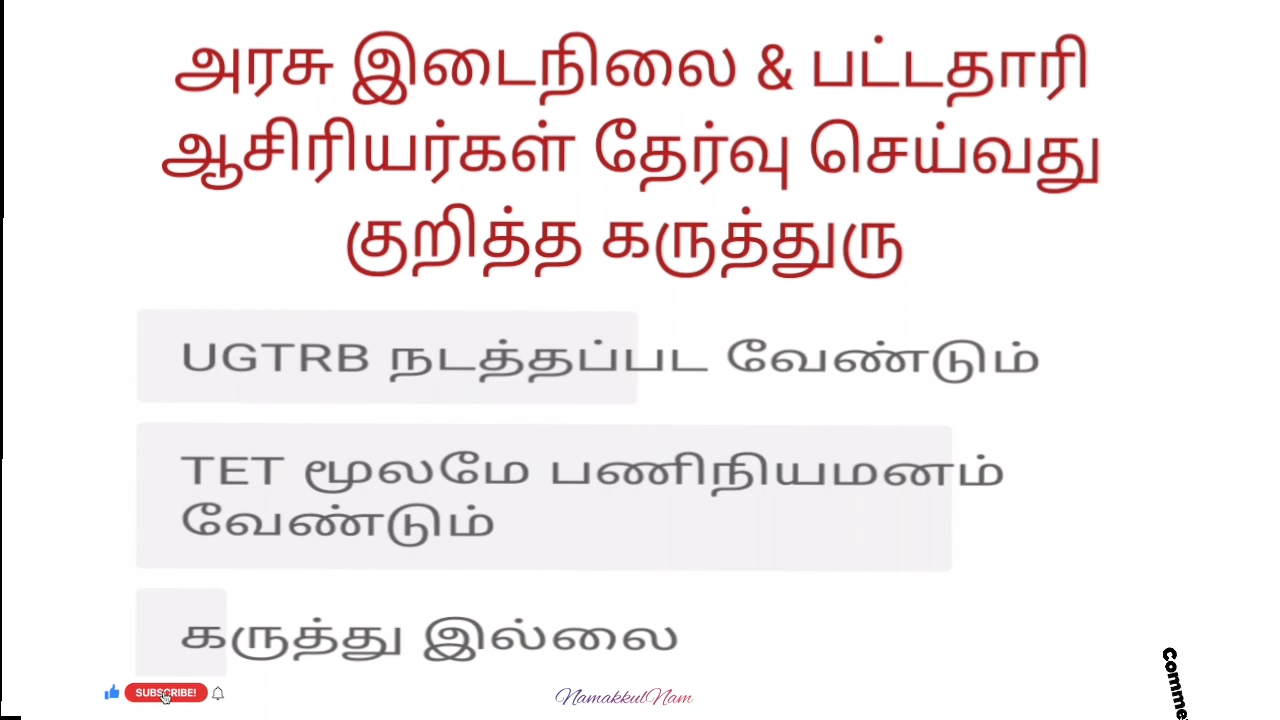 அரசு இடைநிலை & பட்டதாரி
ஆசிரியர்கள் தேர்வு செய்வது
குறித்த கருத்துரு
UGTRB நடத்தப்பட வேண்டும்
TET மூலமே பணிநியமனம்
வேண்டும்
கருத்து இல்லை
SUBSCRIBE!
NamakkulNam
Comme